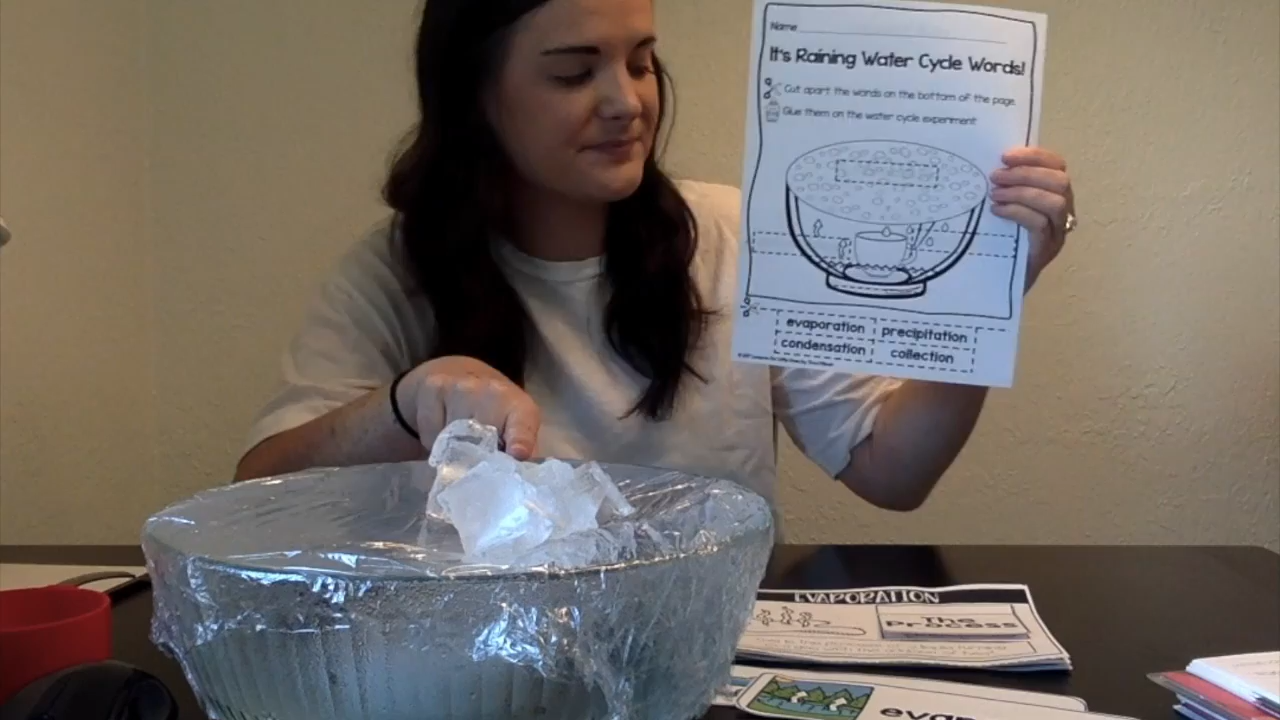 Name
It's Raining Water Cycle Words!
Cut apart the words on the bottom of the page.
Glue them on the water cycle experiment
evaporation precipitation
condensation collection
EVAPORATION
The
Process
evap